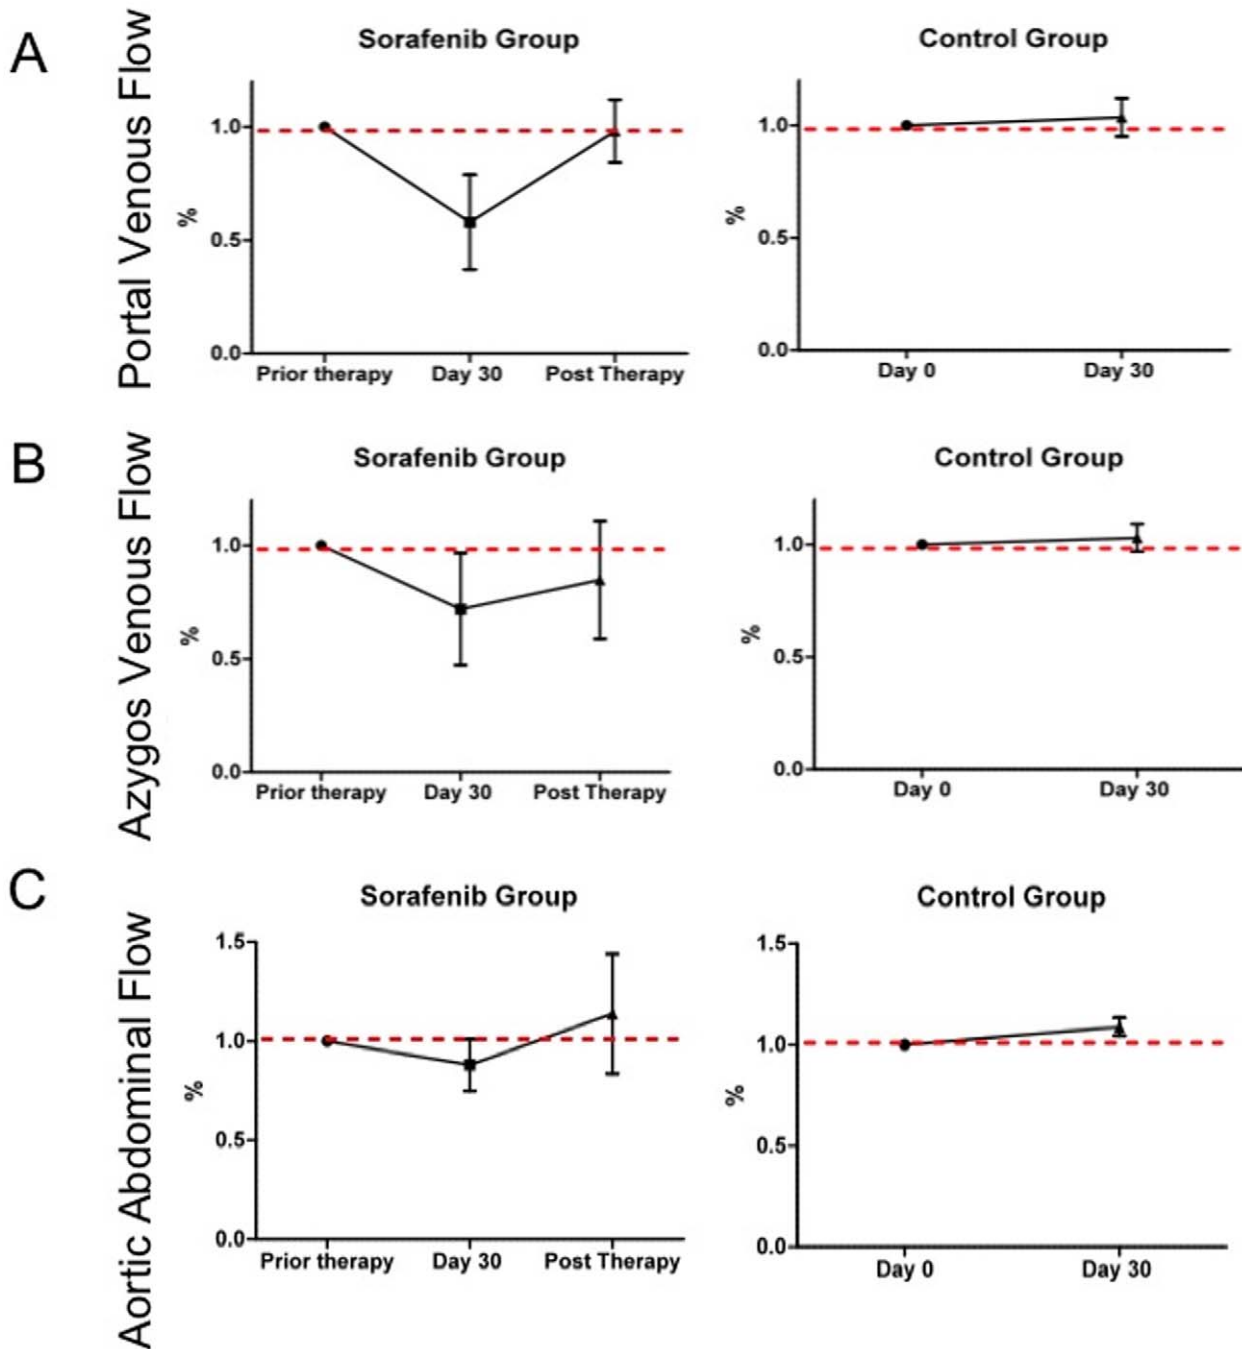 A
Portal Venous Flow
Sorafenib Group
%
1.0
0.5
0.0
Prior therapy Day 30 Post Therapy
Control Group
%
1.0
0.5
0.0
Day 0 Day 30
B
Azygos Venous Flow
Sorafenib Group
%
1.0
0.5
0.0
Prior therapy Day 30 Post Therapy
Control Group
%
1.0
0.5
0.0
Day 0 Day 30
C
Aortic Abdominal Flow
Sorafenib Group
%
1.5
1.0
0.5
0.0
Prior therapy Day 30 Post Therapy
Control Group
%
1.5
1.0
0.5
0.0
Day 0 Day 30